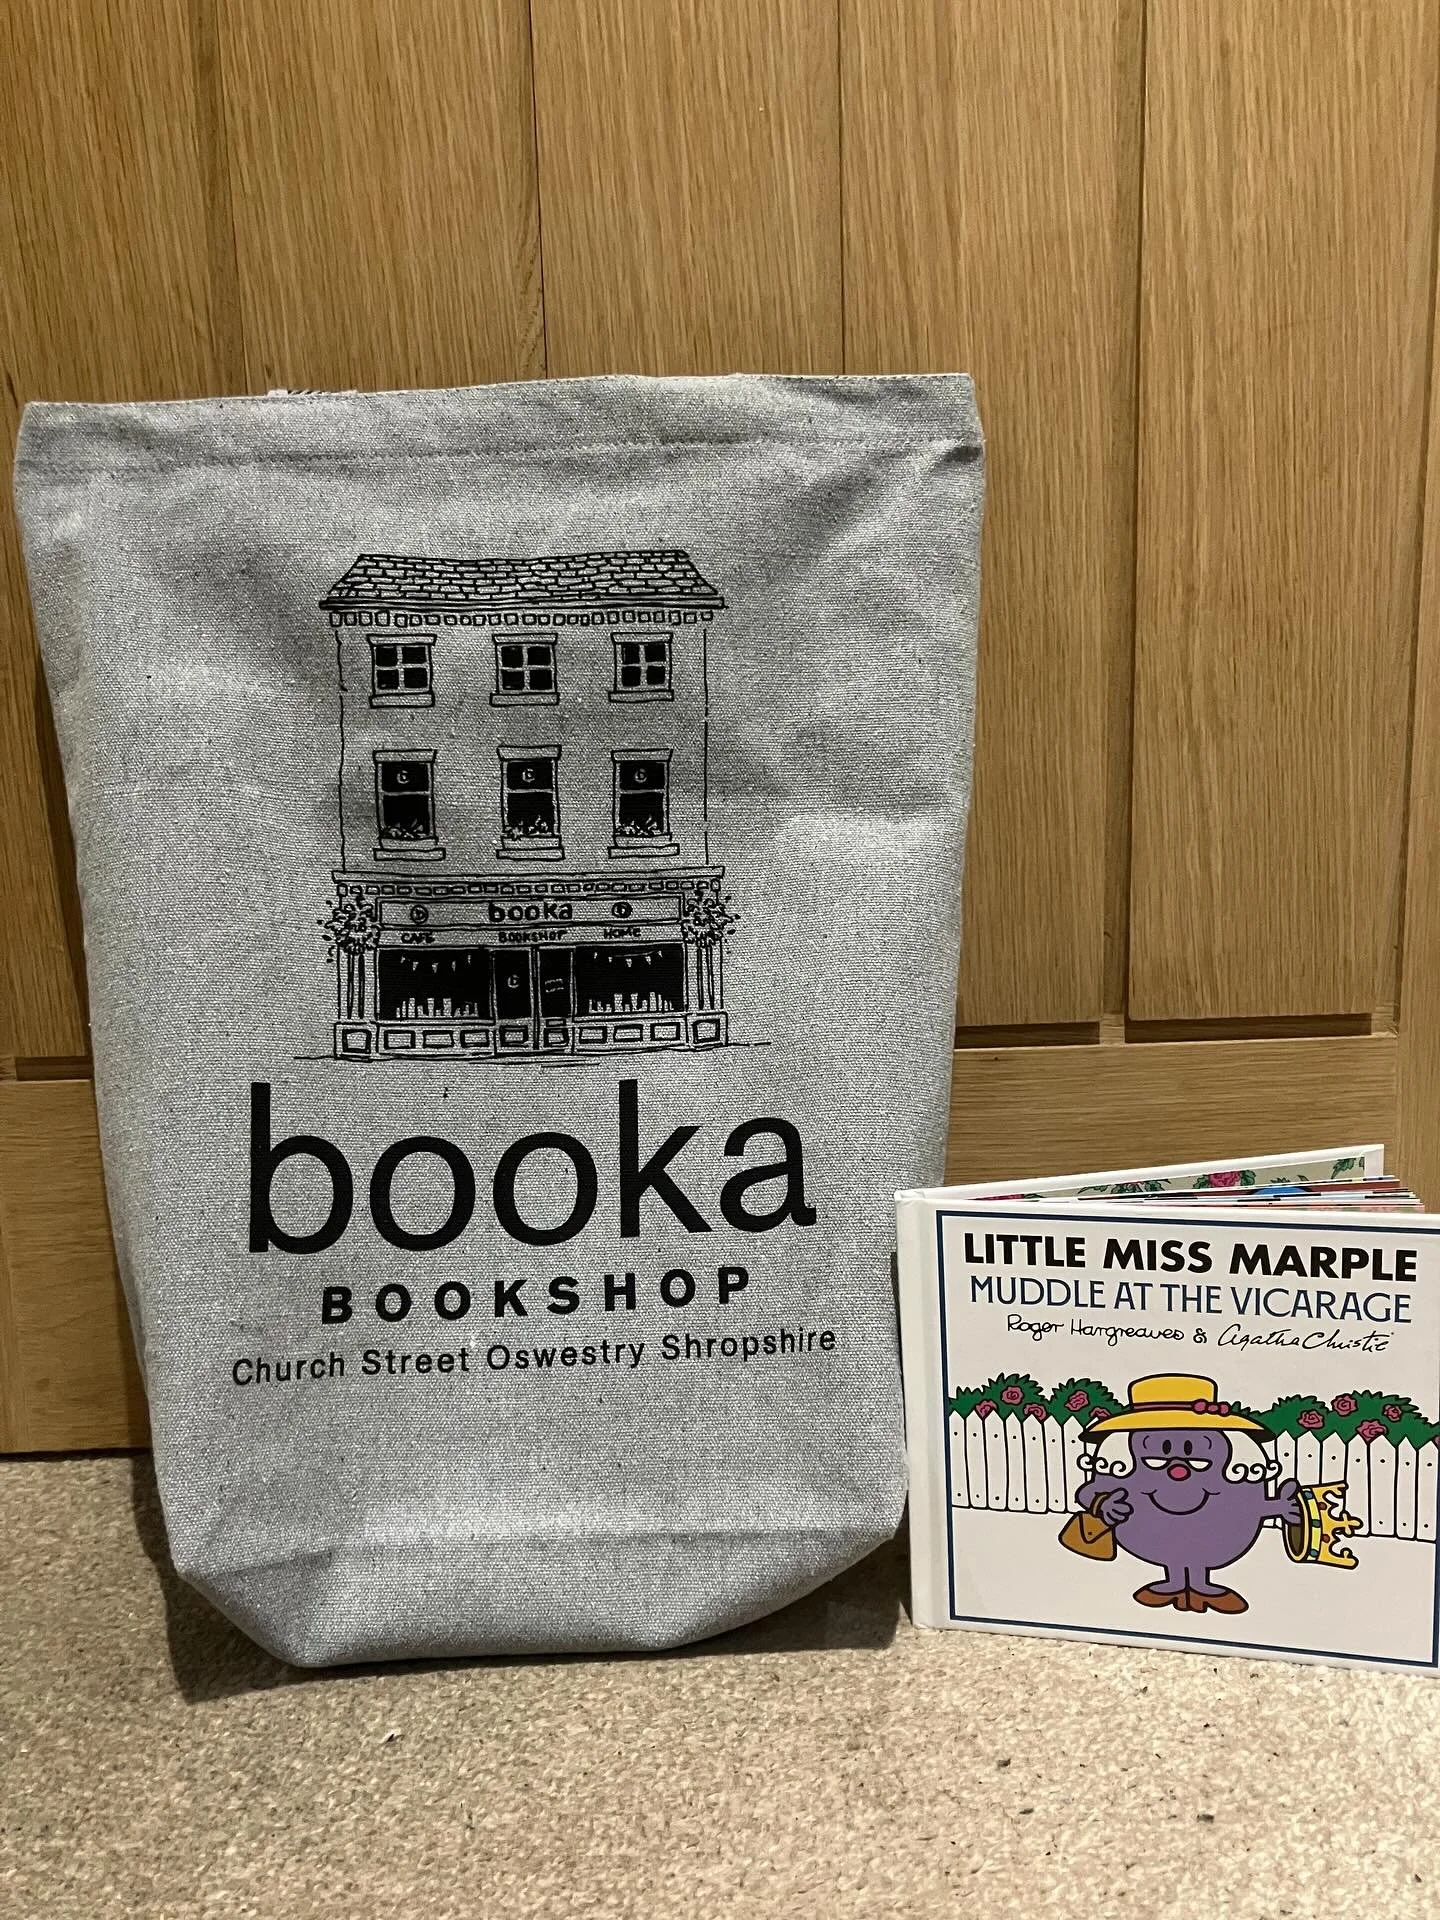 booka
CAFE BOOKSHOP HOME
booka
BOOKSHOP
Church Street Oswestry Shropshire
LITTLE MISS MARPLE
MUDDLE AT THE VICARAGE
Roger Hargreaves & Agatha Christie